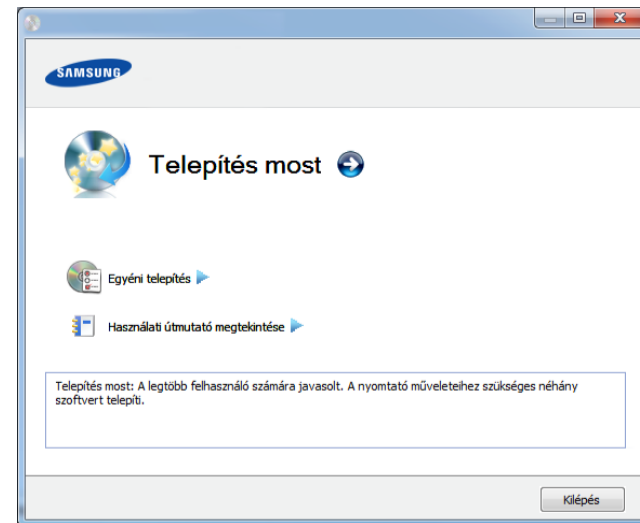 SAMSUNG
Telepítés most
Egyéni telepítés
Használati útmutató megtekintése
Telepítés most: A legtöbb felhasználó számára javasolt. A nyomtató műveleteihez szükséges néhány
szoftvert telepíti.
Kilépés